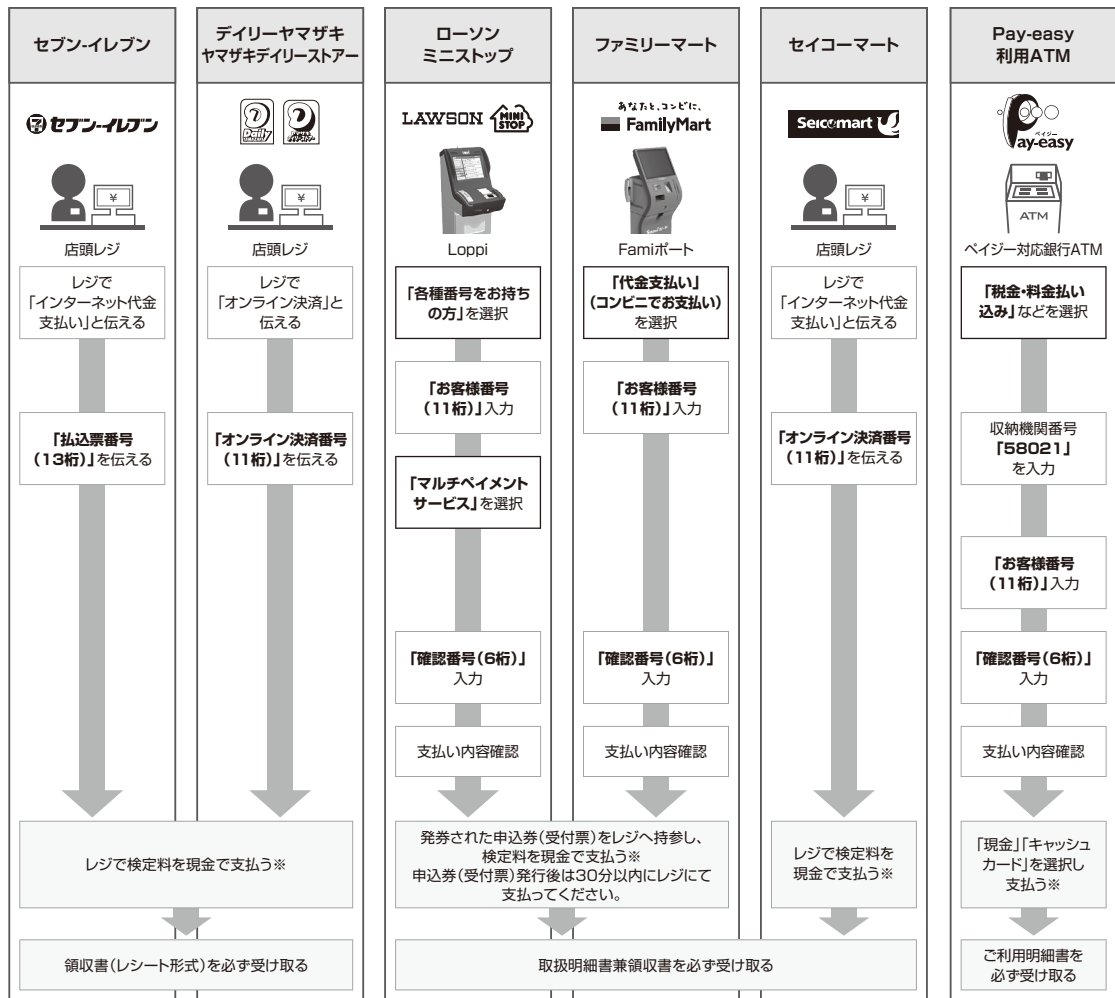 セブン-イレブン
セブン-イレブン
¥
店頭レジ
レジで
「インターネット代金
支払い」と伝える
「払込票番号
(13桁)」を伝える
デイリーヤマザキ
ヤマザキデイリーストアー
Daily
¥
店頭レジ
レジで
「オンライン決済」と
伝える
「オンライン決済番号
(11桁)」を伝える
レジで検定料を現金で支払う※
領収書(レシート形式)を必ず受け取る
ローソン
ミニストップ
LAWSON
MINI
STOP
Loppi
「各種番号をお持ち
の方」を選択
「お客様番号
(11桁)」入力
「マルチペイメント
サービス」を選択
「確認番号(6桁)」
入力
支払い内容確認
ファミリーマート
あなたと、コンビに、
FamilyMart
Famiポート
「代金支払い」
(コンビニでお支払い)
を選択
「お客様番号
(11桁)」入力
「確認番号(6桁)」
入力
支払い内容確認
発券された申込券(受付票)をレジへ持参し、
検定料を現金で支払う※
申込券(受付票)発行後は30分以内にレジにて
支払ってください。
セイコーマート
Seicomart
¥
店頭レジ
レジで
「インターネット代金
支払い」と伝える
「オンライン決済番号
(11桁)」を伝える
レジで検定料を
現金で支払う※
取扱明細書兼領収書を必ず受け取る
Pay-easy
利用ATM
ペイジー
Pay-easy
ATM
ペイジー対応銀行ATM
「税金・料金払い
込み」などを選択
収納機関番号
「58021」
を入力
「お客様番号
(11桁)」入力
「確認番号(6桁)」
入力
支払い内容確認
「現金」「キャッシュ
カード」を選択し
支払う※
ご利用明細書を
必ず受け取る